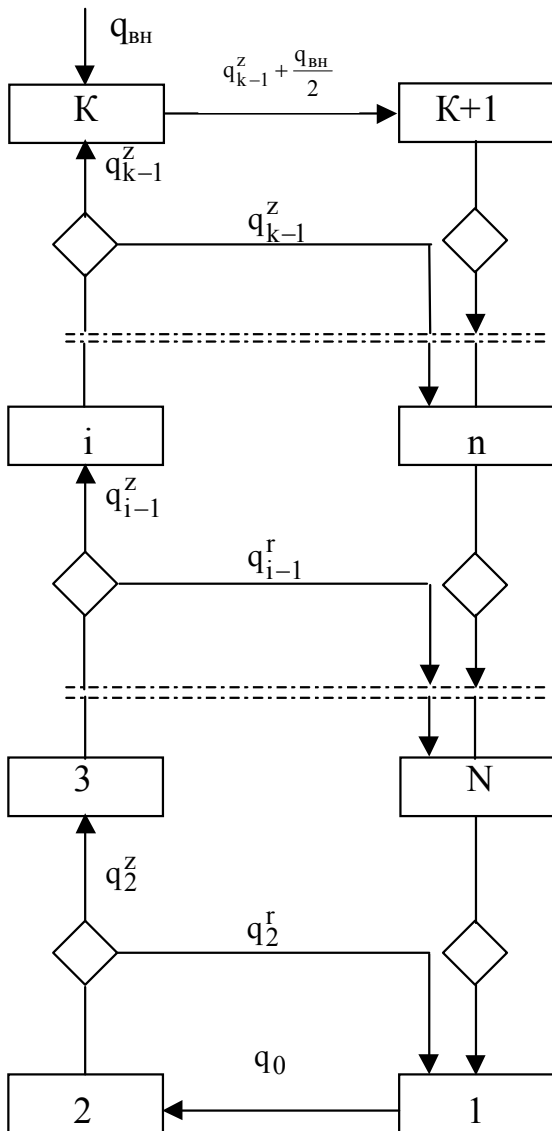 q_вн
q^z_{k−1} + q_вн/2
К
К+1
q^z_{k−1}
q^z_{k−1}
i
n
q^z_{i−1}
q^r_{i−1}
3
N
q^z_2
q^r_2
q_0
2
1